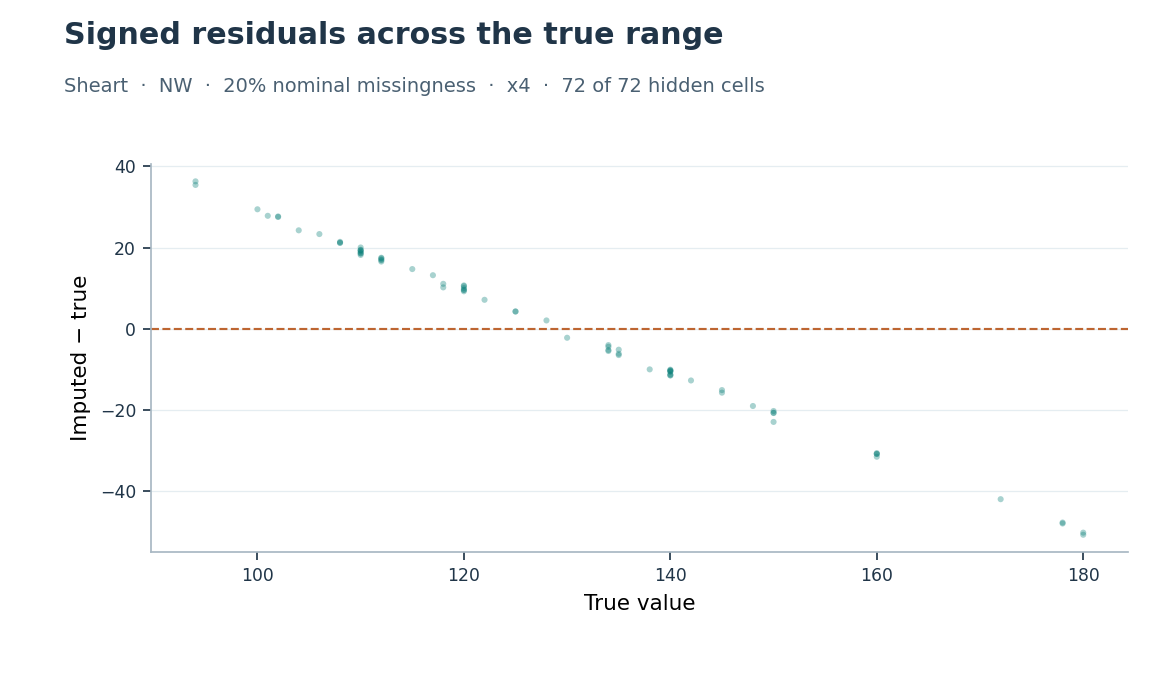 Signed residuals across the true range
Sheart · NW · 20% nominal missingness · x4 · 72 of 72 hidden cells
40
20
0
−20
−40
Imputed − true
100 120 140 160 180
True value